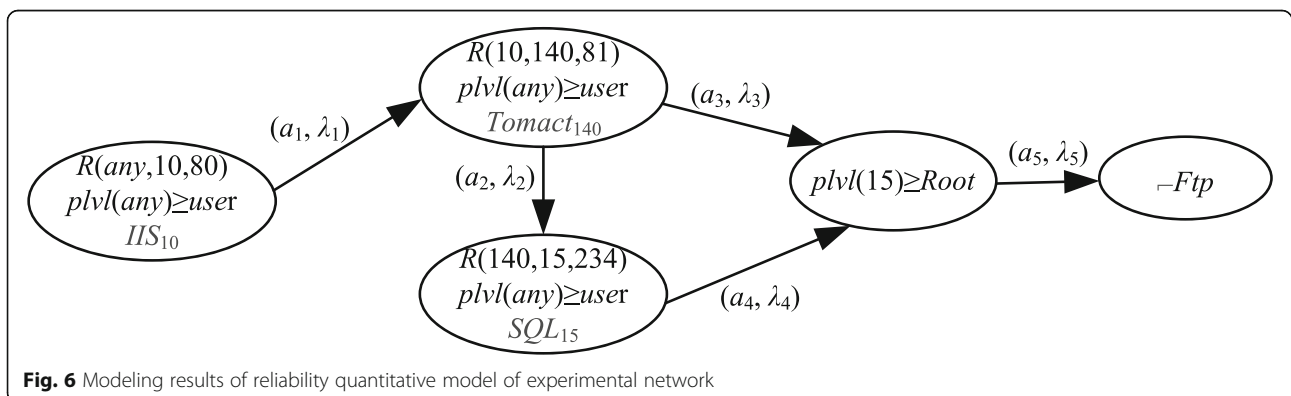 R(10,140,81)
plvl(any)≥user
Tomact₁₄₀
(a₁, λ₁)
(a₃, λ₃)
R(any,10,80)
plvl(any)≥user
IIS₁₀
(a₂, λ₂)
plvl(15)≥Root
(a₅, λ₅)
⌐Ftp
R(140,15,234)
plvl(any)≥user
SQL₁₅
(a₄, λ₄)
Fig. 6 Modeling results of reliability quantitative model of experimental network